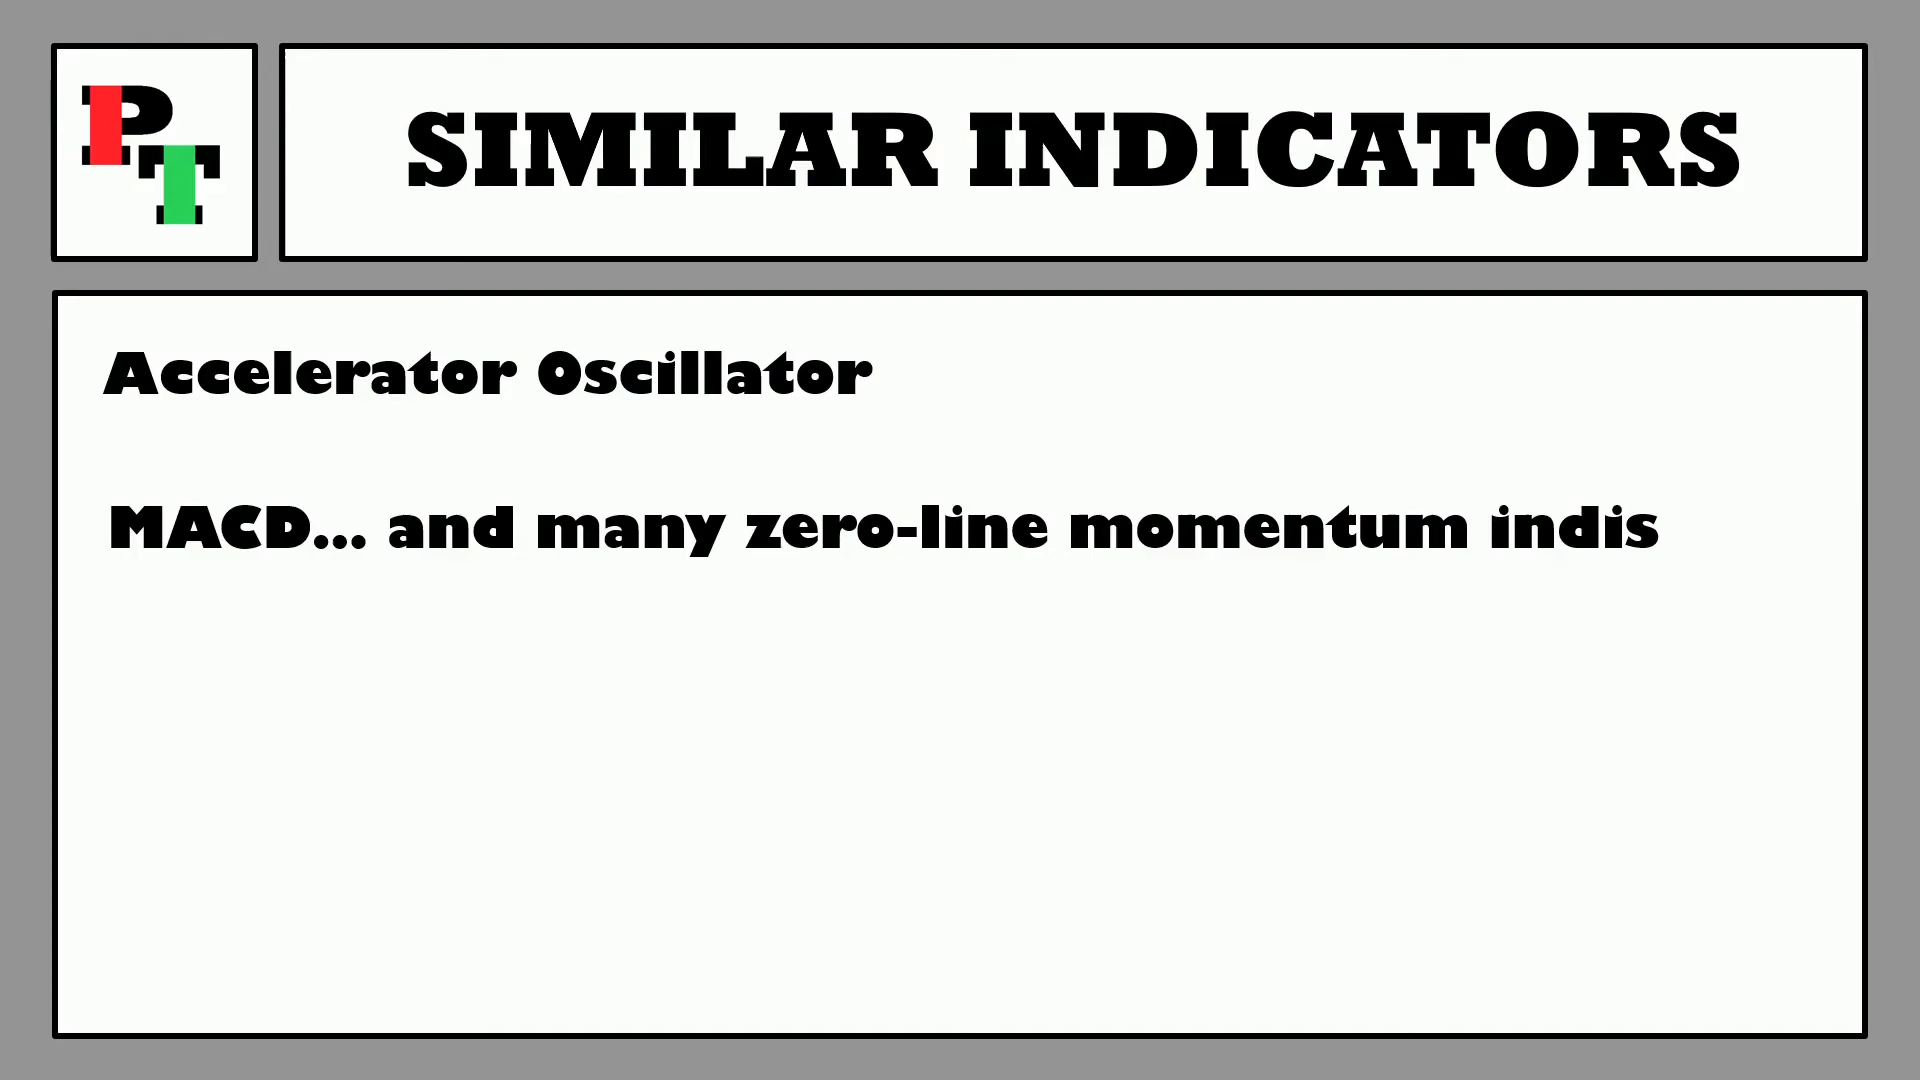 PT
SIMILAR INDICATORS
Accelerator Oscillator
MACD... and many zero-line momentum indis